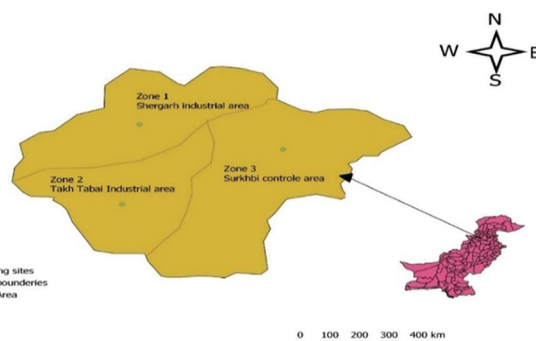 N
W
E
S
Zone 1
Shergarh industrial area
Zone 3
Surkhbi controle area
Zone 2
Takh Tabai Industrial area
ng sites
ounderies
Area
0 100 200 300 400 km